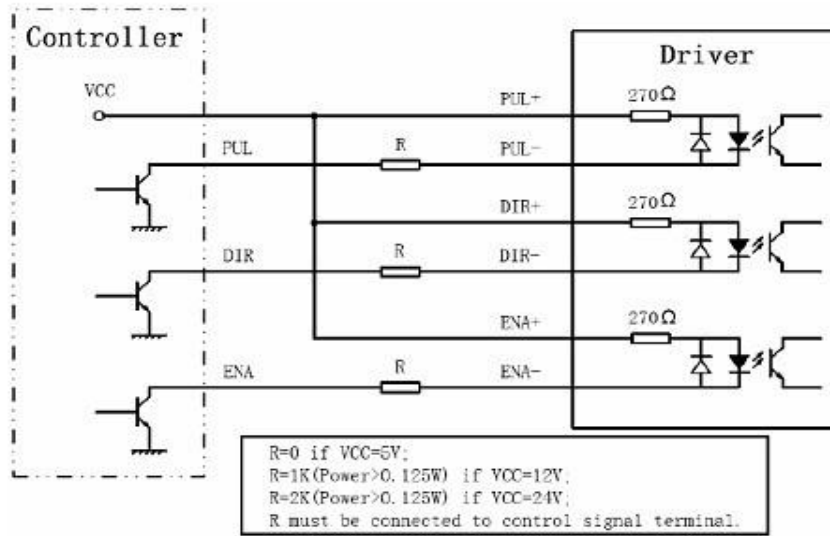 Controller
Driver
VCC
PUL+
270Ω
PUL
R
PUL-
DIR+
270Ω
DIR
R
DIR-
ENA+
270Ω
ENA
R
ENA-
R=0 if VCC=5V;
R=1K(Power>0.125W) if VCC=12V;
R=2K(Power>0.125W) if VCC=24V;
R must be connected to control signal terminal.